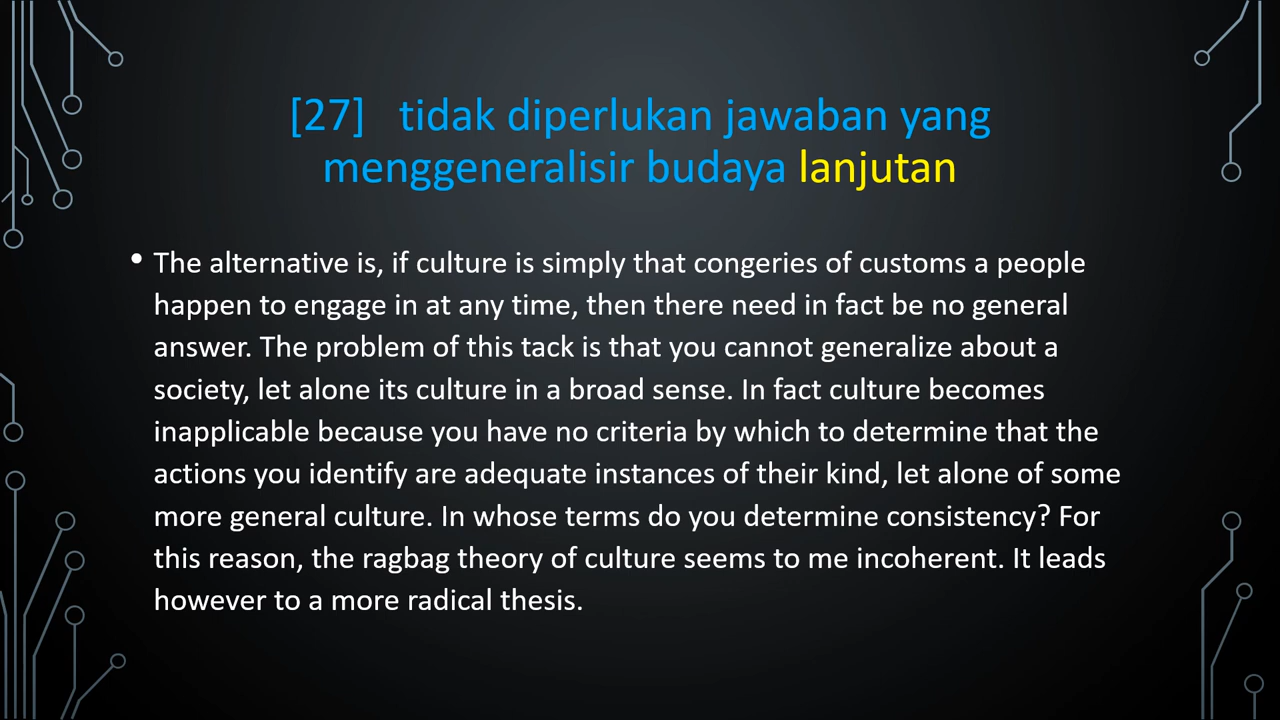 [27] tidak diperlukan jawaban yang
menggeneralisir budaya lanjutan
• The alternative is, if culture is simply that congeries of customs a people
happen to engage in at any time, then there need in fact be no general
answer. The problem of this tack is that you cannot generalize about a
society, let alone its culture in a broad sense. In fact culture becomes
inapplicable because you have no criteria by which to determine that the
actions you identify are adequate instances of their kind, let alone of some
more general culture. In whose terms do you determine consistency? For
this reason, the ragbag theory of culture seems to me incoherent. It leads
however to a more radical thesis.